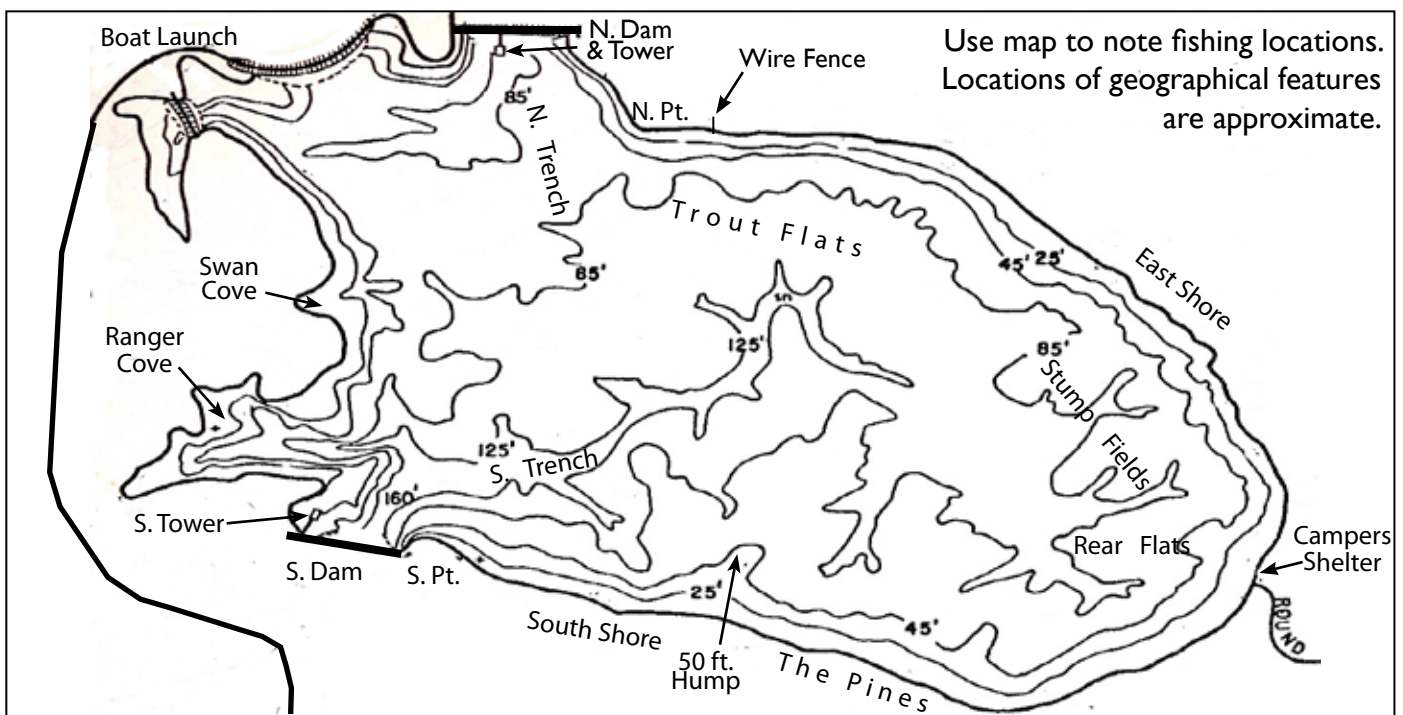 Boat Launch
N. Dam
& Tower
Use map to note fishing locations.
Locations of geographical features
are approximate.
Wire Fence
N. Pt.
85'
N. Trench
Trout Flats
Swan
Cove
85'
45' 25'
East Shore
Ranger
Cove
125'
85'
Stump
Fields
125'
S. Trench
160'
S. Tower
S. Dam
S. Pt.
Rear Flats
Campers
Shelter
25'
45'
South Shore
50 ft.
Hump
The Pines
ROUND